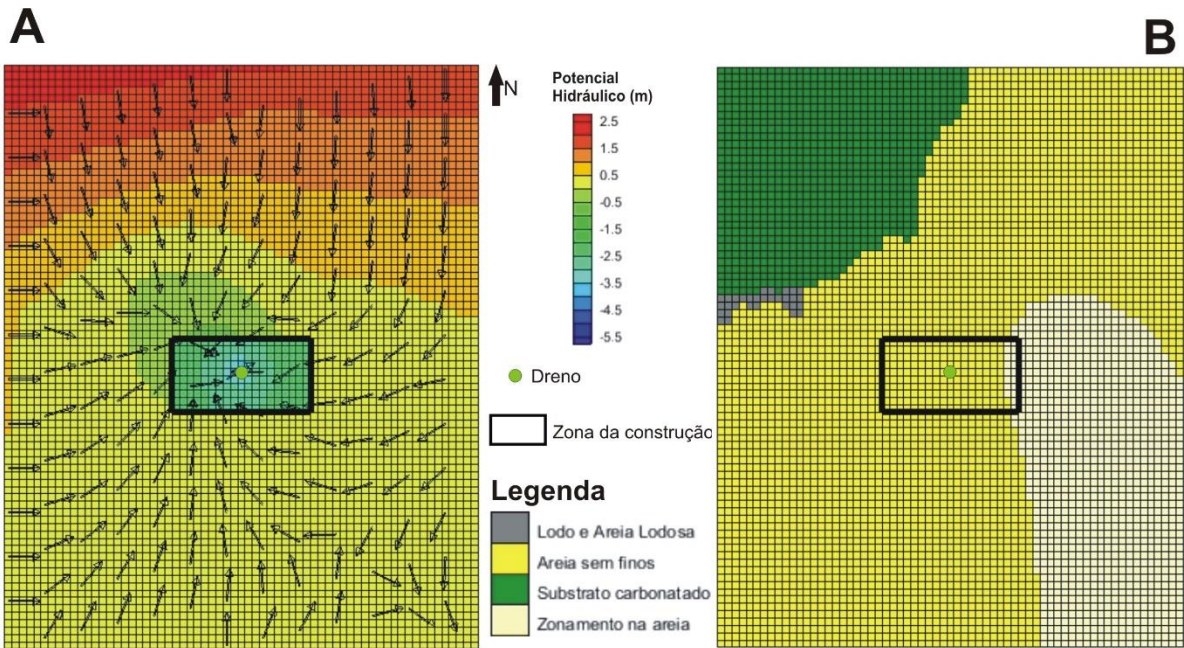 A
B
N
Potencial
Hidráulico (m)
2.5
1.5
0.5
-0.5
-1.5
-2.5
-3.5
-4.5
-5.5
Dreno
Zona da construção
Legenda
Lodo e Areia Lodosa
Areia sem finos
Substrato carbonatado
Zonamento na areia